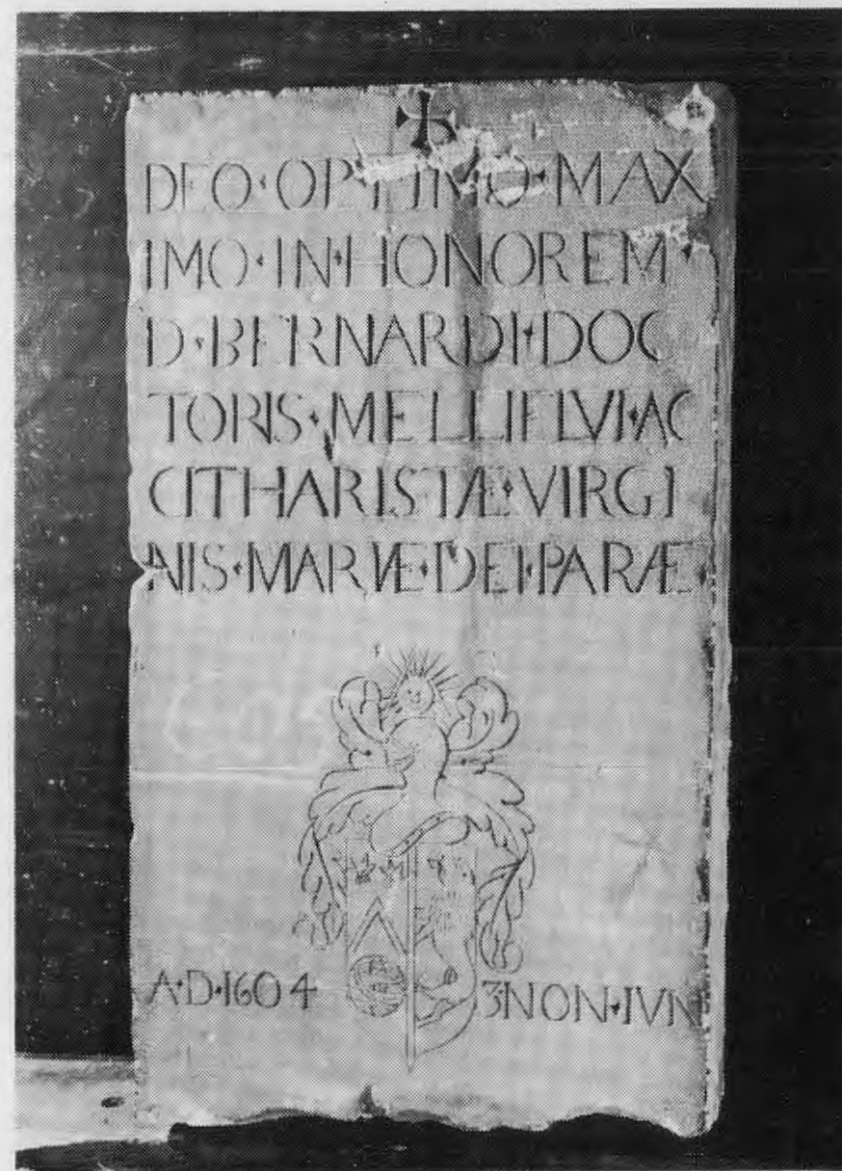 DEO·OPTIMO·MAX
IMO·IN·HONOREM·
D·BERNARDI·DOC
TORIS·MELLIFLVI·AC
CITHARISTÆ·VIRGI
NIS·MARIÆ·DEI·PARÆ·
A·D·1604 3·NON·IVN